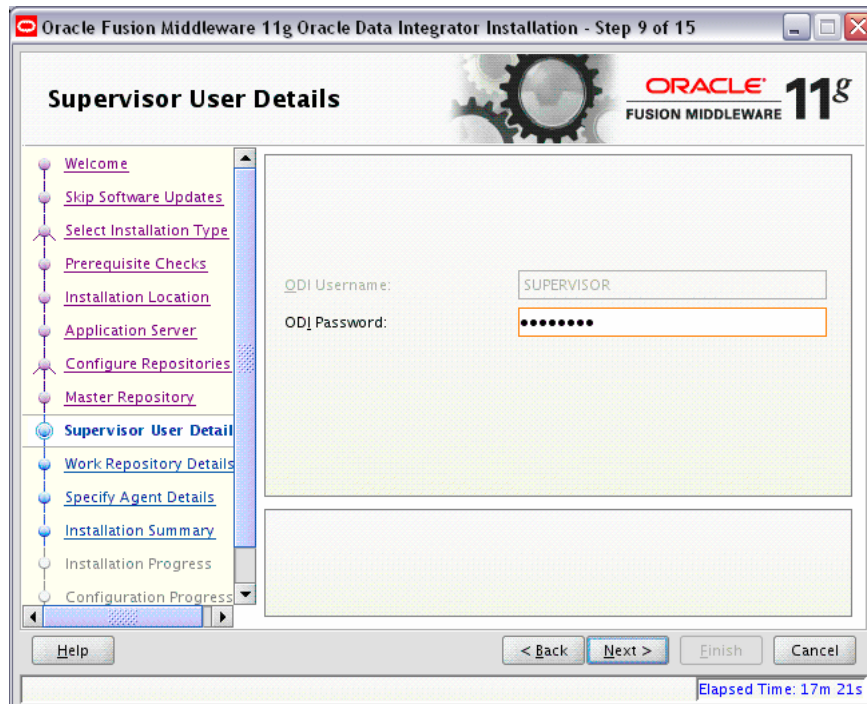 Oracle Fusion Middleware 11g Oracle Data Integrator Installation - Step 9 of 15
Supervisor User Details
ORACLE
FUSION MIDDLEWARE 11g
Welcome
Skip Software Updates
Select Installation Type
Prerequisite Checks
Installation Location
Application Server
Configure Repositories
Master Repository
Supervisor User Detail
Work Repository Details
Specify Agent Details
Installation Summary
Installation Progress
Configuration Progress
ODI Username: SUPERVISOR
ODI Password: ●●●●●●●●
Help < Back Next > Finish Cancel
Elapsed Time: 17m 21s